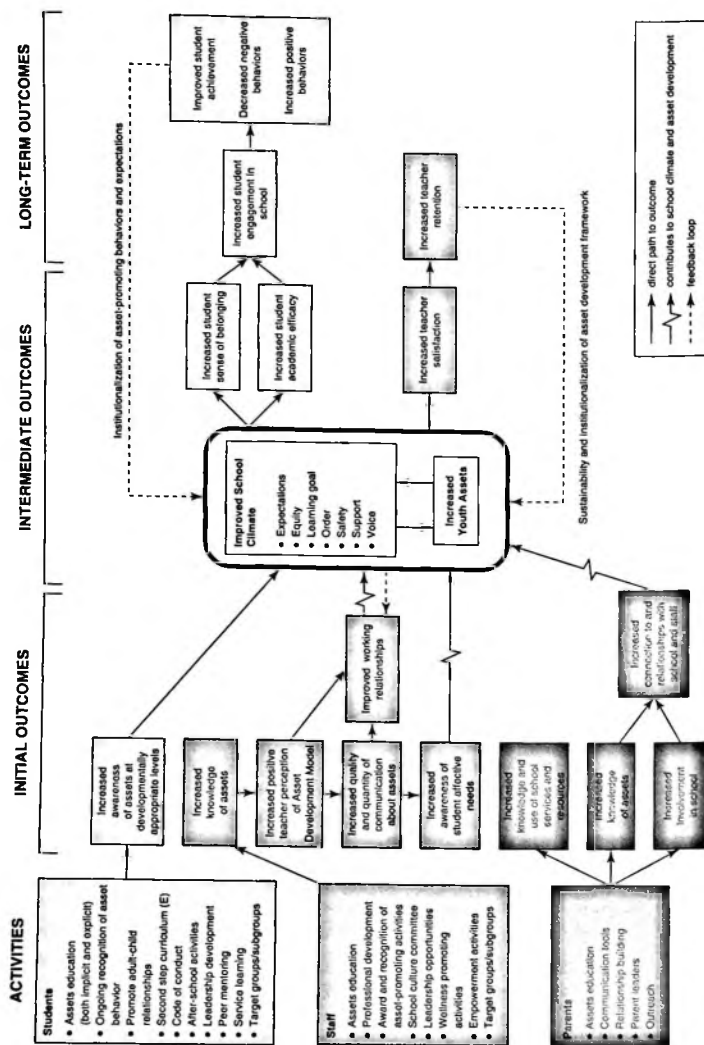 ACTIVITIES
INITIAL OUTCOMES
INTERMEDIATE OUTCOMES
LONG-TERM OUTCOMES
Students
• Assets education
(both implicit and explicit)
• Ongoing recognition of asset
behavior
• Promote adult-child
relationships
• Second step curriculum (E)
• Code of conduct
• After-school activities
• Leadership development
• Peer mentoring
• Service learning
• Target groups/subgroups
Staff
• Assets education
• Professional development
• Award and recognition of
asset-promoting activities
• School culture committee
• Leadership opportunities
• Wellness promoting
activities
• Empowerment activities
• Target groups/subgroups
Parents
• Assets education
• Communication tools
• Relationship building
• Parent leaders
• Outreach
Increased
awareness
of assets at
developmentally
appropriate levels
Increased
knowledge
of assets
Increased positive
teacher perception
of Asset
Development Model
Increased quality
and quantity of
communication
about assets
Increased
awareness of
student affective
needs
Improved working
relationships
Increased
knowledge and
use of school
services and
resources
Increased
knowledge
of assets
Increased
Involvement
in school
Increased
connection to and
relationships with
school and staff
Improved School
Climate
• Expectations
• Equity
• Learning goal
• Order
• Safety
• Support
• Voice
Increased
Youth Assets
Institutionalization of asset-promoting behaviors and expectations
Increased student
sense of belonging
Increased student
academic efficacy
Increased teacher
satisfaction
Increased student
engagement in
school
Improved student
achievement
Decreased negative
behaviors
Increased positive
behaviors
Increased teacher
retention
Sustainability and institutionalization of asset development framework
direct path to outcome
contributes to school climate and asset development
feedback loop